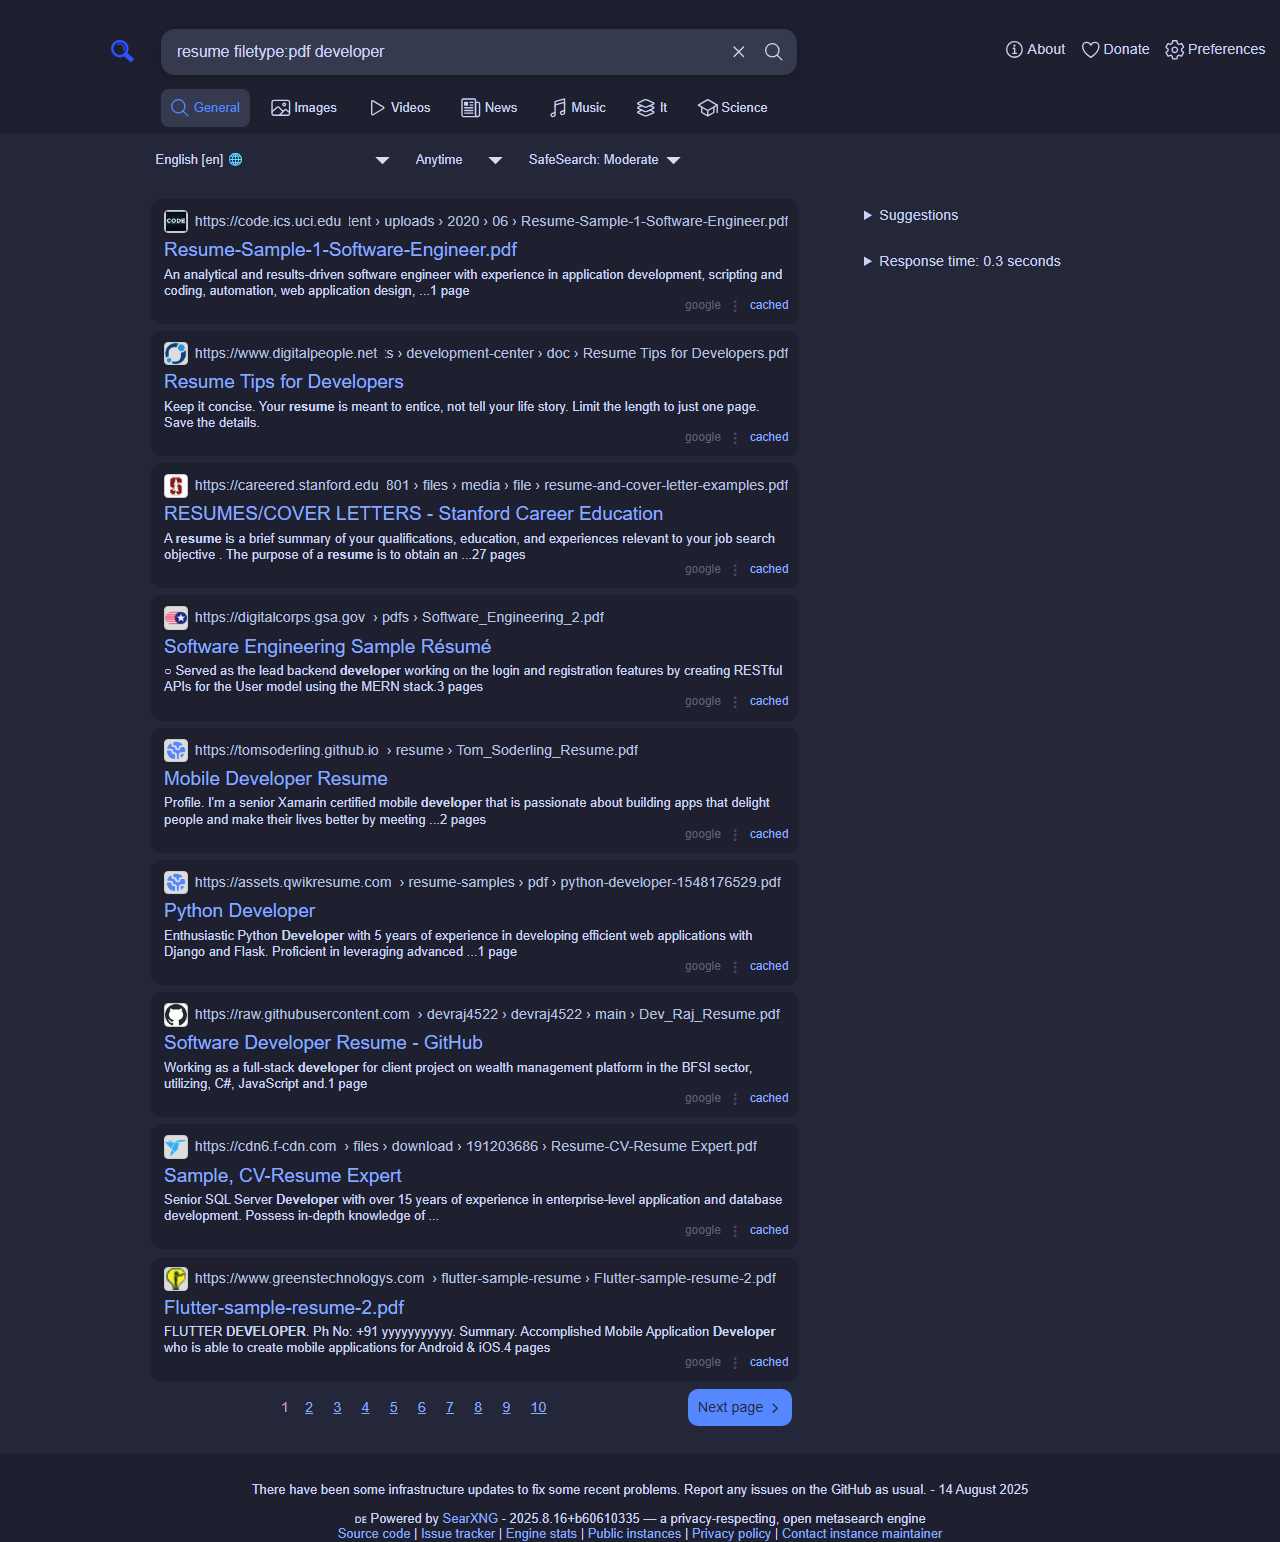 resume filetype:pdf developer
About Donate Preferences
General Images Videos News Music It Science
English [en] Anytime SafeSearch: Moderate
https://code.ics.uci.edu tent › uploads › 2020 › 06 › Resume-Sample-1-Software-Engineer.pdf
Resume-Sample-1-Software-Engineer.pdf
An analytical and results-driven software engineer with experience in application development, scripting and
coding, automation, web application design, ...1 page
google cached
Suggestions
Response time: 0.3 seconds
https://www.digitalpeople.net ts › development-center › doc › Resume Tips for Developers.pdf
Resume Tips for Developers
Keep it concise. Your resume is meant to entice, not tell your life story. Limit the length to just one page.
Save the details.
google cached
https://careered.stanford.edu 801 › files › media › file › resume-and-cover-letter-examples.pdf
RESUMES/COVER LETTERS - Stanford Career Education
A resume is a brief summary of your qualifications, education, and experiences relevant to your job search
objective . The purpose of a resume is to obtain an ...27 pages
google cached
https://digitalcorps.gsa.gov › pdfs › Software_Engineering_2.pdf
Software Engineering Sample Résumé
○ Served as the lead backend developer working on the login and registration features by creating RESTful
APIs for the User model using the MERN stack.3 pages
google cached
https://tomsoderling.github.io › resume › Tom_Soderling_Resume.pdf
Mobile Developer Resume
Profile. I'm a senior Xamarin certified mobile developer that is passionate about building apps that delight
people and make their lives better by meeting ...2 pages
google cached
https://assets.qwikresume.com › resume-samples › pdf › python-developer-1548176529.pdf
Python Developer
Enthusiastic Python Developer with 5 years of experience in developing efficient web applications with
Django and Flask. Proficient in leveraging advanced ...1 page
google cached
https://raw.githubusercontent.com › devraj4522 › devraj4522 › main › Dev_Raj_Resume.pdf
Software Developer Resume - GitHub
Working as a full-stack developer for client project on wealth management platform in the BFSI sector,
utilizing, C#, JavaScript and.1 page
google cached
https://cdn6.f-cdn.com › files › download › 191203686 › Resume-CV-Resume Expert.pdf
Sample, CV-Resume Expert
Senior SQL Server Developer with over 15 years of experience in enterprise-level application and database
development. Possess in-depth knowledge of ...
google cached
https://www.greenstechnologys.com › flutter-sample-resume › Flutter-sample-resume-2.pdf
Flutter-sample-resume-2.pdf
FLUTTER DEVELOPER. Ph No: +91 yyyyyyyyyyy. Summary. Accomplished Mobile Application Developer
who is able to create mobile applications for Android & iOS.4 pages
google cached
1 2 3 4 5 6 7 8 9 10 Next page
There have been some infrastructure updates to fix some recent problems. Report any issues on the GitHub as usual. - 14 August 2025
DE Powered by SearXNG - 2025.8.16+b60610335 — a privacy-respecting, open metasearch engine
Source code | Issue tracker | Engine stats | Public instances | Privacy policy | Contact instance maintainer